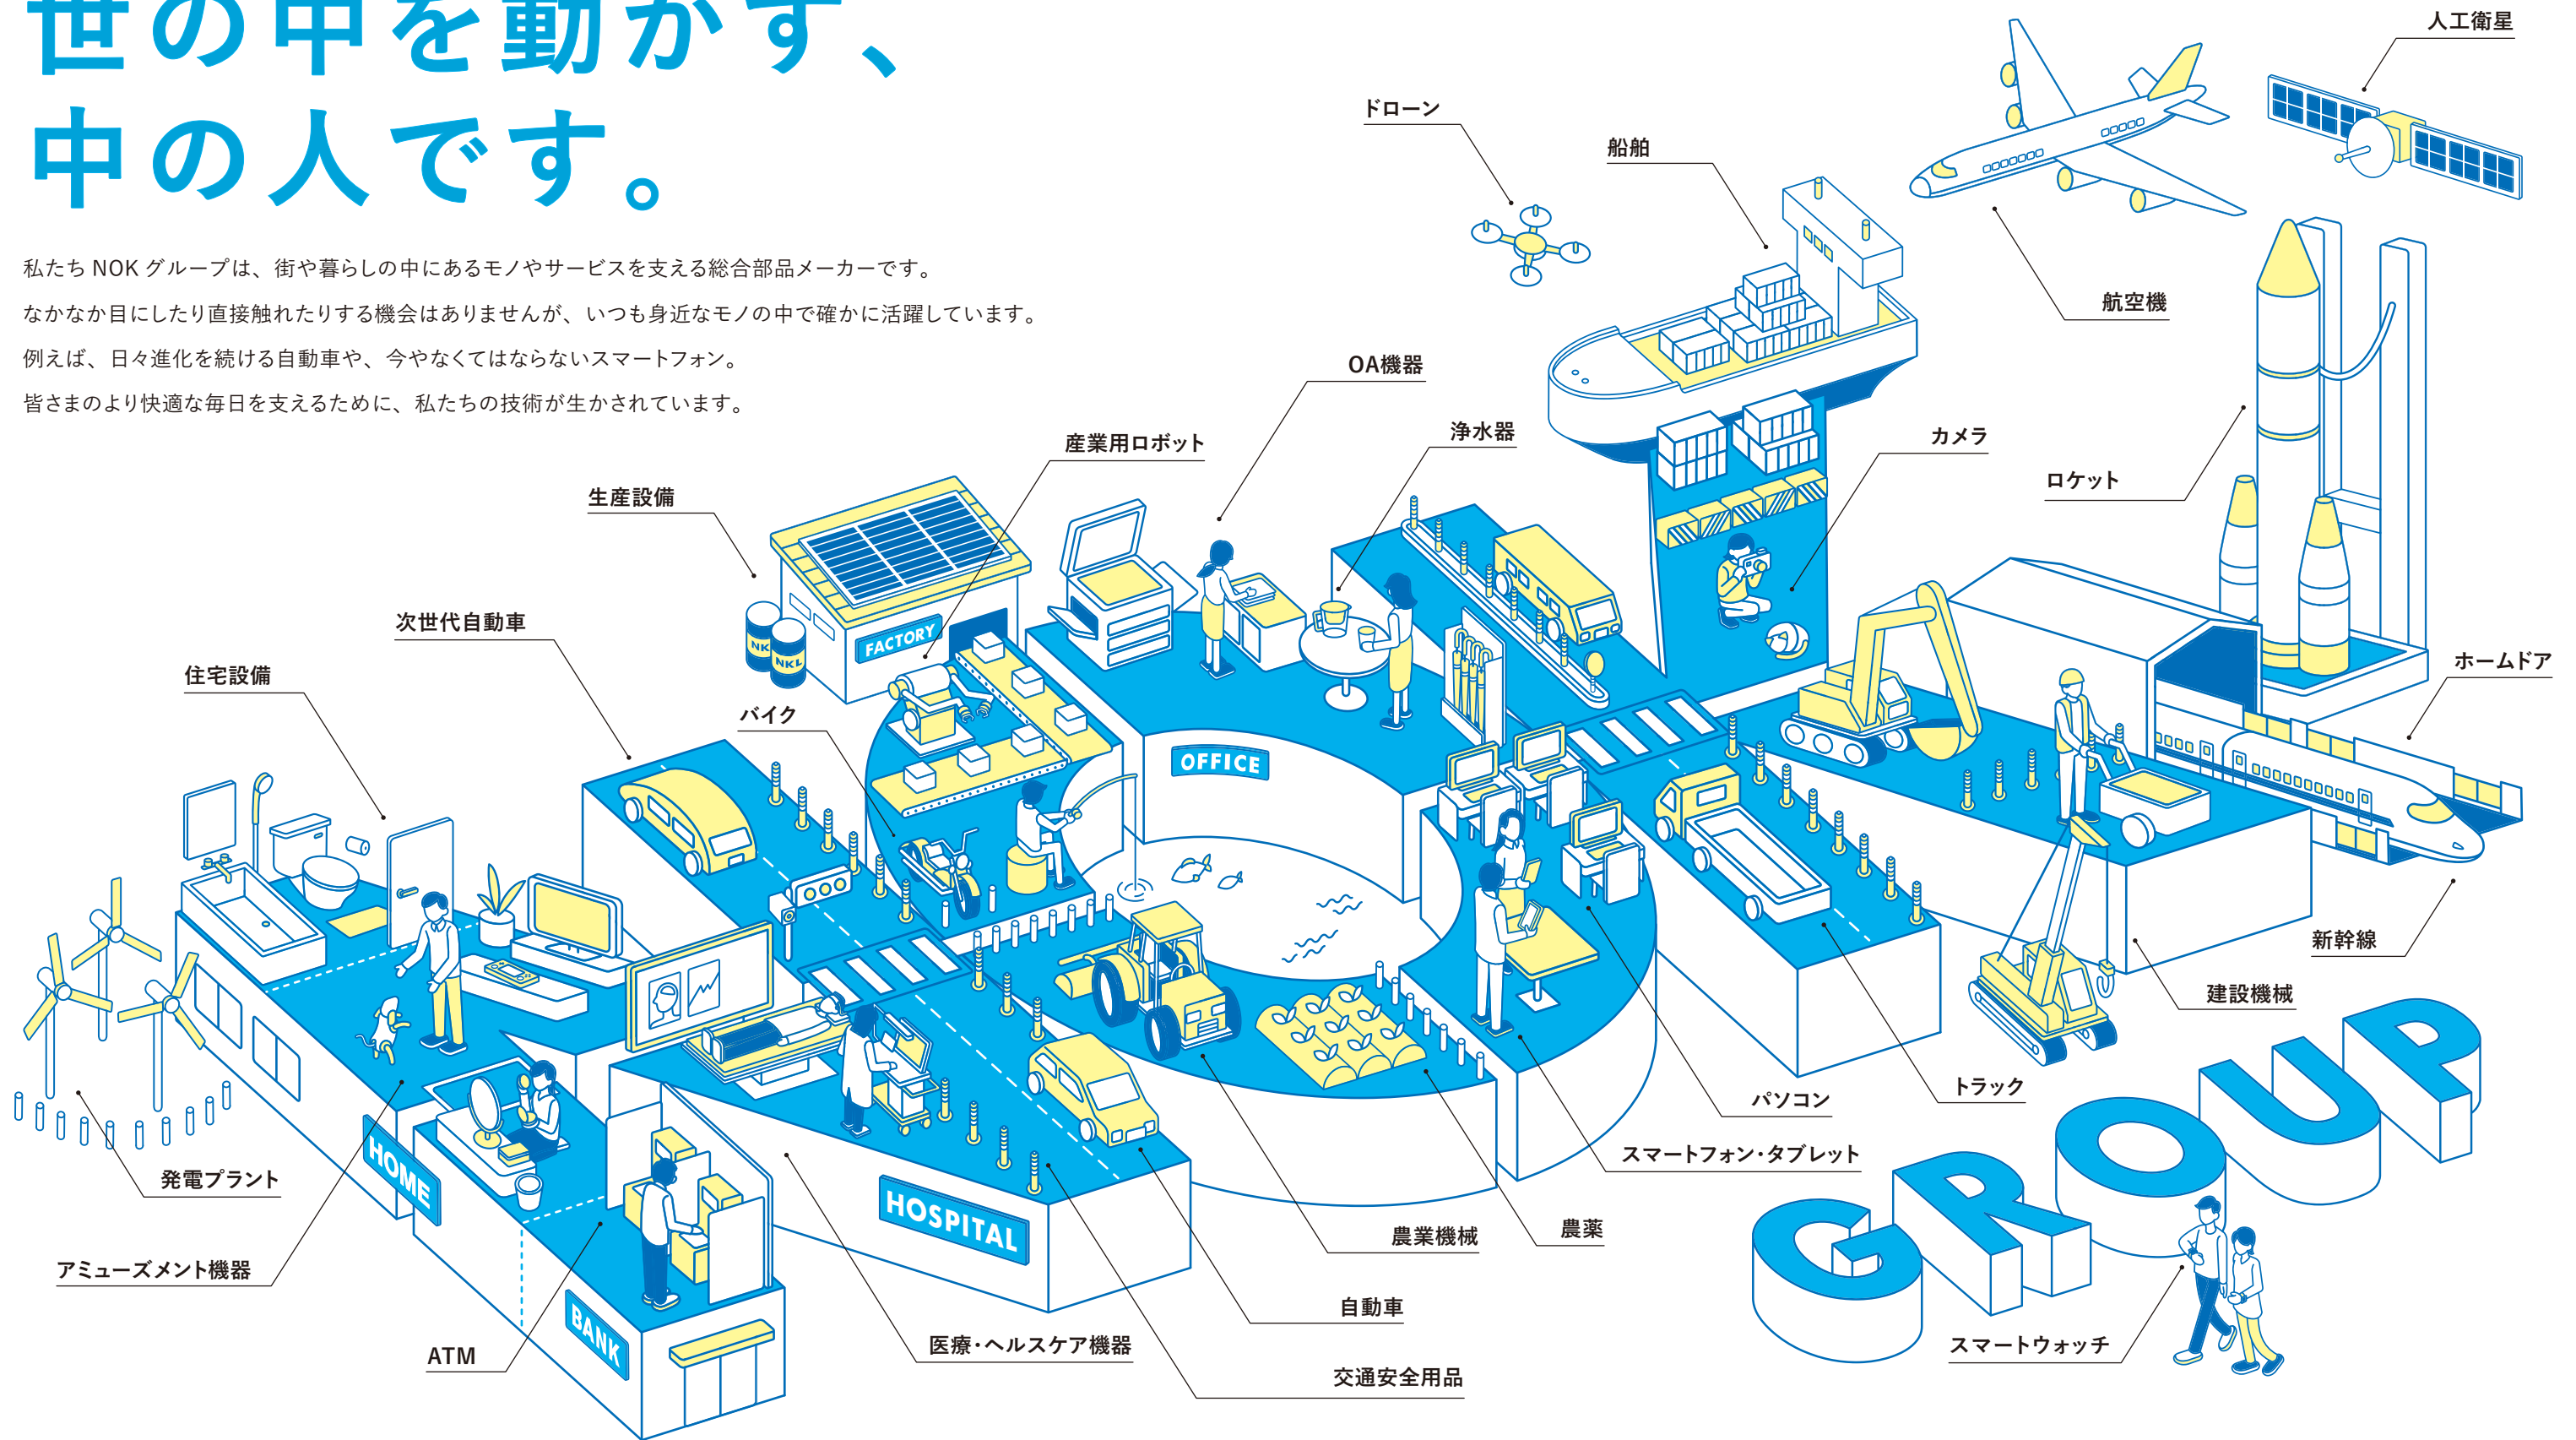 世の中を動かす、
中の人です。
私たち NOK グループは、街や暮らしの中にあるモノやサービスを支える総合部品メーカーです。
なかなか目にしたり直接触れたりする機会はありませんが、いつも身近なモノの中で確かに活躍しています。
例えば、日々進化を続ける自動車や、今やなくてはならないスマートフォン。
皆さまのより快適な毎日を支えるために、私たちの技術が生かされています。
人工衛星
ドローン
船舶
航空機
OA機器
浄水器
カメラ
産業用ロボット
ロケット
生産設備
次世代自動車
FACTORY
NK
NKL
住宅設備
ホームドア
バイク
OFFICE
新幹線
建設機械
トラック
パソコン
スマートフォン・タブレット
発電プラント
HOME
HOSPITAL
農業機械
農薬
アミューズメント機器
自動車
BANK
ATM
医療・ヘルスケア機器
交通安全用品
GROUP
スマートウォッチ